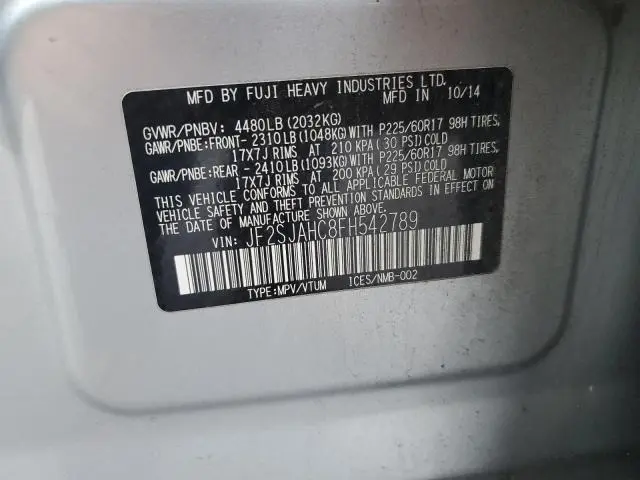 MFD BY FUJI HEAVY INDUSTRIES LTD.
MFD IN 10/14
GVWR/PNBV: 4480LB (2032KG)
GAWR/PNBE:FRONT- 2310LB (1048KG)WITH P225/60R17 98H TIRES,
17X7J RIMS AT 210 KPA ( 30 PSI) COLD
GAWR/PNBE:REAR - 2410LB (1093KG)WITH P225/60R17 98H TIRES,
17X7J RIMS AT 200 KPA ( 29 PSI) COLD
THIS VEHICLE CONFORMS TO ALL APPLICABLE FEDERAL MOTOR
VEHICLE SAFETY, BUMPER, AND THEFT PREVENTION STANDARDS
IN EFFECT ON THE DATE OF MANUFACTURE SHOWN ABOVE.
VIN: JF2SJAHC8FH542789
TYPE:MPV/VTUM ICES/NMB-002